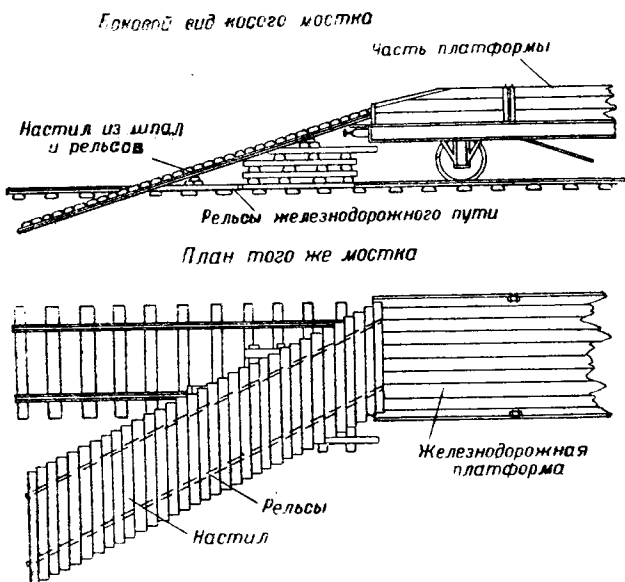 Боковой вид косого мостка
Часть платформы
Настил из шпал
и рельсов
Рельсы железнодорожного пути
План того же мостка
Железнодорожная
платформа
Рельсы
Настил